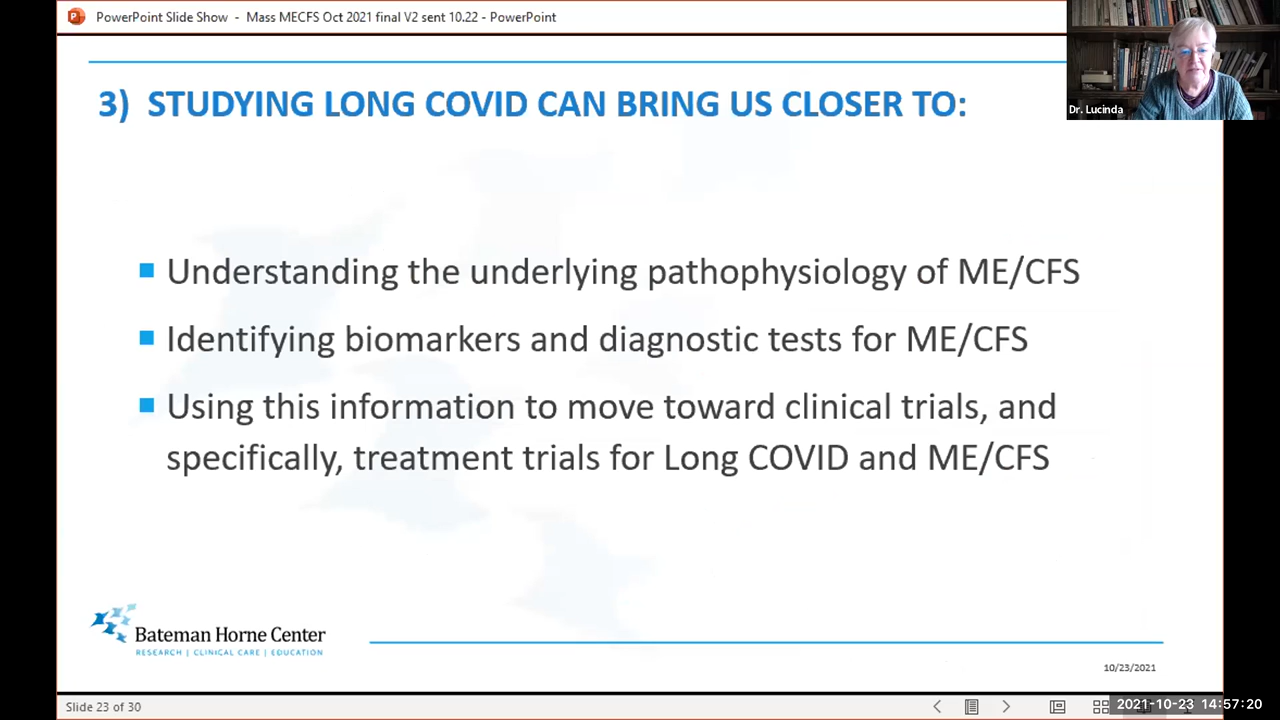 PowerPoint Slide Show - Mass MECFS Oct 2021 final V2 sent 10.22 - PowerPoint
Dr. Lucinda
3) STUDYING LONG COVID CAN BRING US CLOSER TO:
Understanding the underlying pathophysiology of ME/CFS
Identifying biomarkers and diagnostic tests for ME/CFS
Using this information to move toward clinical trials, and
specifically, treatment trials for Long COVID and ME/CFS
Bateman Horne Center
RESEARCH | CLINICAL CARE | EDUCATION
10/23/2021
Slide 23 of 30
2021-10-23 14:57:20